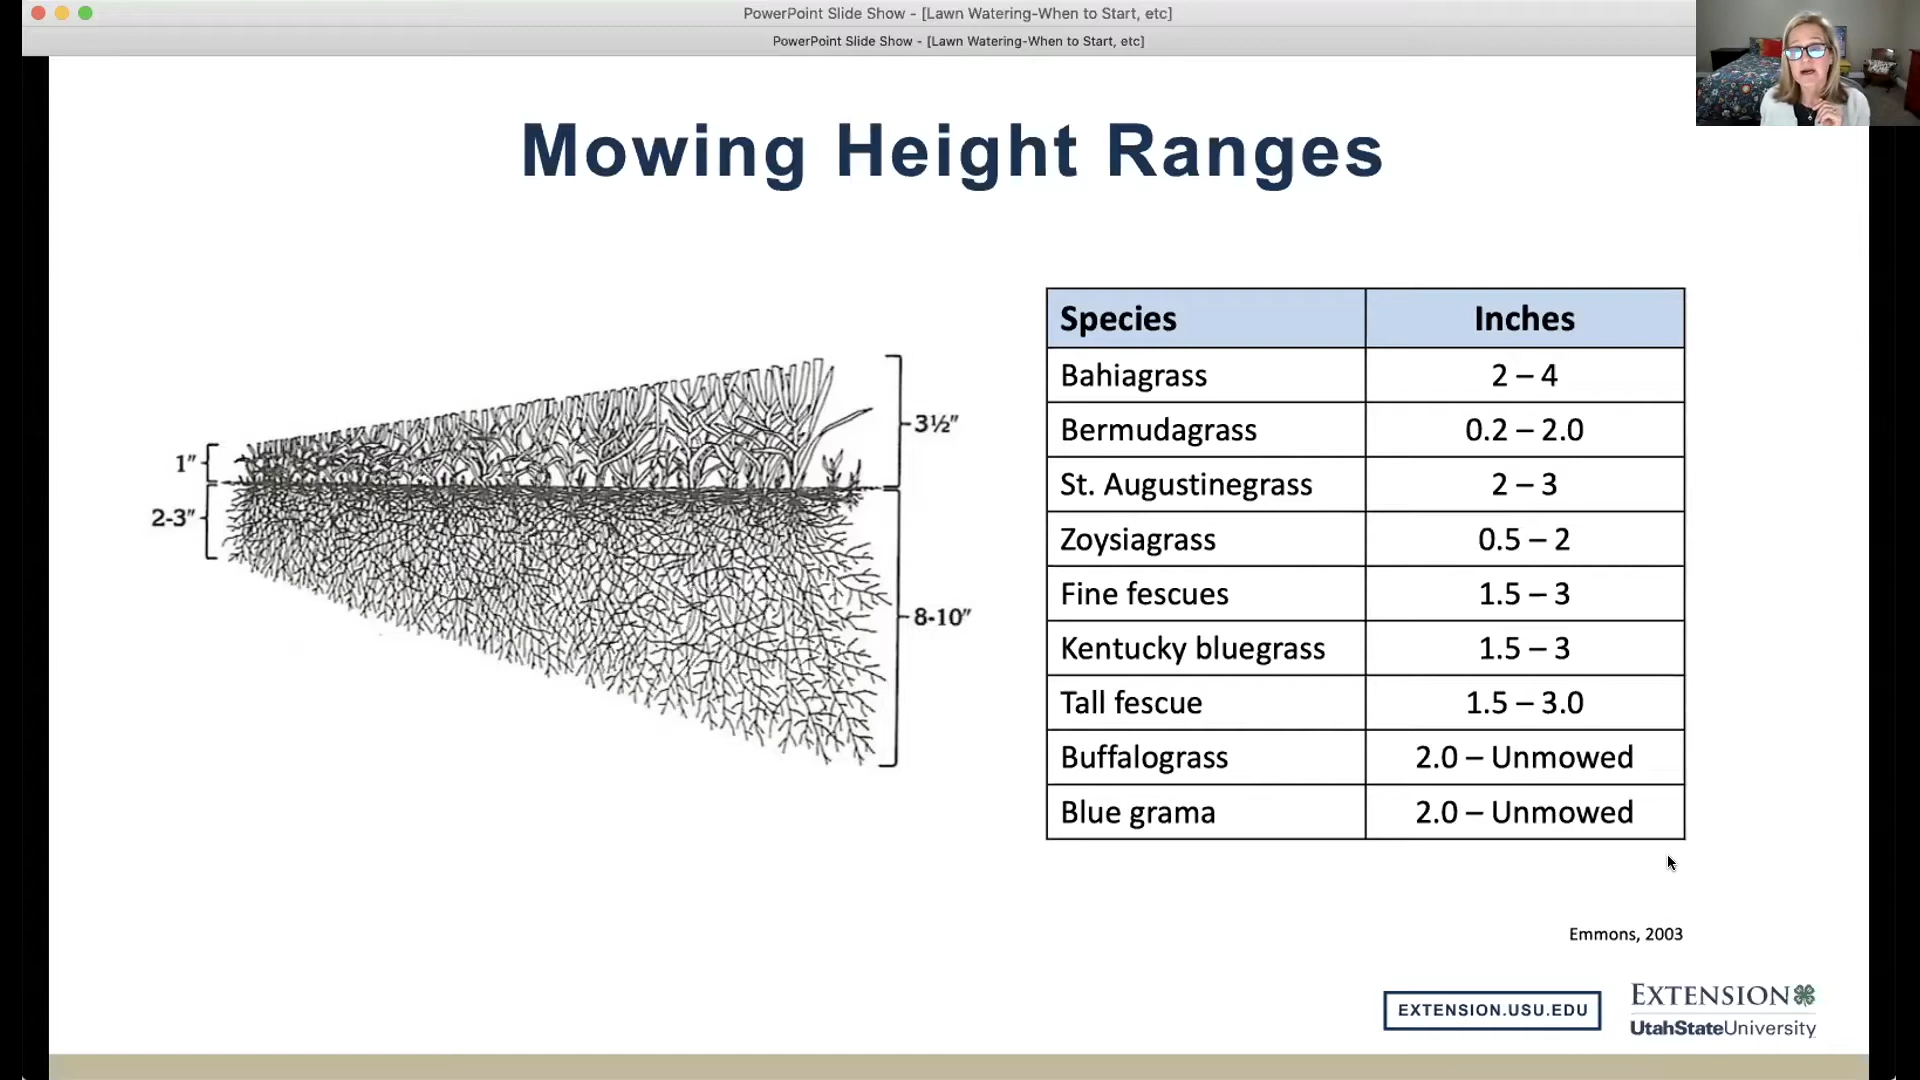 PowerPoint Slide Show - [Lawn Watering-When to Start, etc]
PowerPoint Slide Show - [Lawn Watering-When to Start, etc]
Mowing Height Ranges
1"
2-3"
3½"
8-10"
Species Inches
Bahiagrass 2 – 4
Bermudagrass 0.2 – 2.0
St. Augustinegrass 2 – 3
Zoysiagrass 0.5 – 2
Fine fescues 1.5 – 3
Kentucky bluegrass 1.5 – 3
Tall fescue 1.5 – 3.0
Buffalograss 2.0 – Unmowed
Blue grama 2.0 – Unmowed
Emmons, 2003
EXTENSION.USU.EDU
EXTENSION
UtahStateUniversity